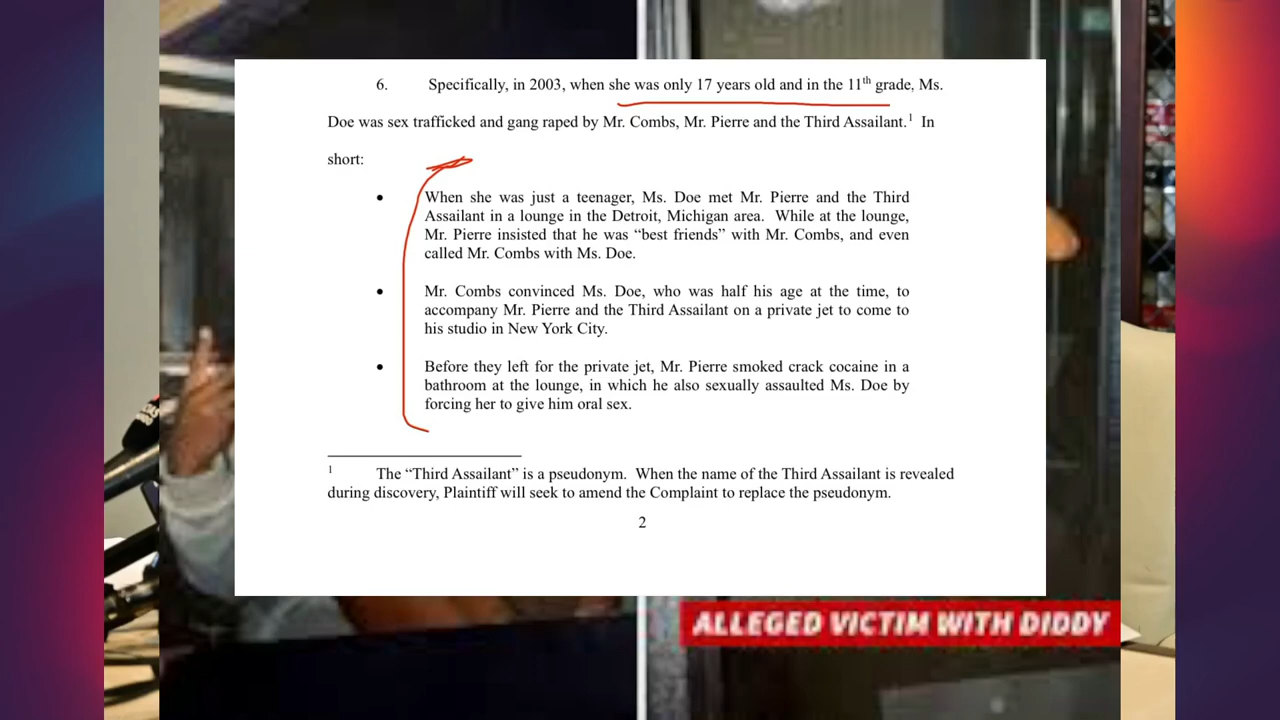 6. Specifically, in 2003, when she was only 17 years old and in the 11th grade, Ms.
Doe was sex trafficked and gang raped by Mr. Combs, Mr. Pierre and the Third Assailant.1 In
short:
• When she was just a teenager, Ms. Doe met Mr. Pierre and the Third
Assailant in a lounge in the Detroit, Michigan area. While at the lounge,
Mr. Pierre insisted that he was “best friends” with Mr. Combs, and even
called Mr. Combs with Ms. Doe.
• Mr. Combs convinced Ms. Doe, who was half his age at the time, to
accompany Mr. Pierre and the Third Assailant on a private jet to come to
his studio in New York City.
• Before they left for the private jet, Mr. Pierre smoked crack cocaine in a
bathroom at the lounge, in which he also sexually assaulted Ms. Doe by
forcing her to give him oral sex.
1 The “Third Assailant” is a pseudonym. When the name of the Third Assailant is revealed
during discovery, Plaintiff will seek to amend the Complaint to replace the pseudonym.
2
ALLEGED VICTIM WITH DIDDY